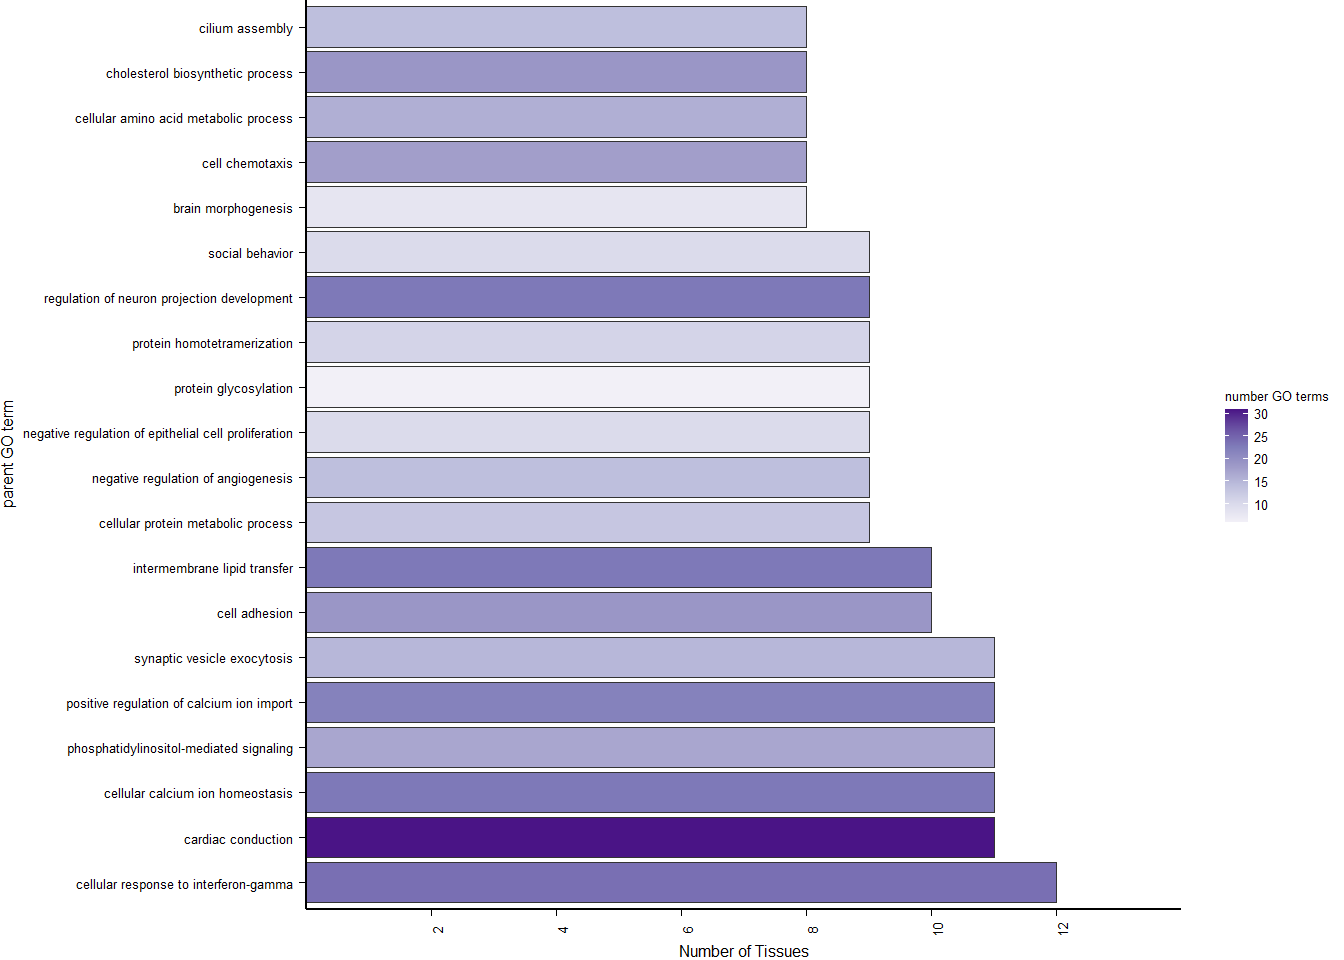 cilium assembly
cholesterol biosynthetic process
cellular amino acid metabolic process
cell chemotaxis
brain morphogenesis
social behavior
regulation of neuron projection development
protein homotetramerization
protein glycosylation
negative regulation of epithelial cell proliferation
negative regulation of angiogenesis
cellular protein metabolic process
intermembrane lipid transfer
cell adhesion
synaptic vesicle exocytosis
positive regulation of calcium ion import
phosphatidylinositol-mediated signaling
cellular calcium ion homeostasis
cardiac conduction
cellular response to interferon-gamma
parent GO term
2
4
6
8
10
12
Number of Tissues
number GO terms
30
25
20
15
10